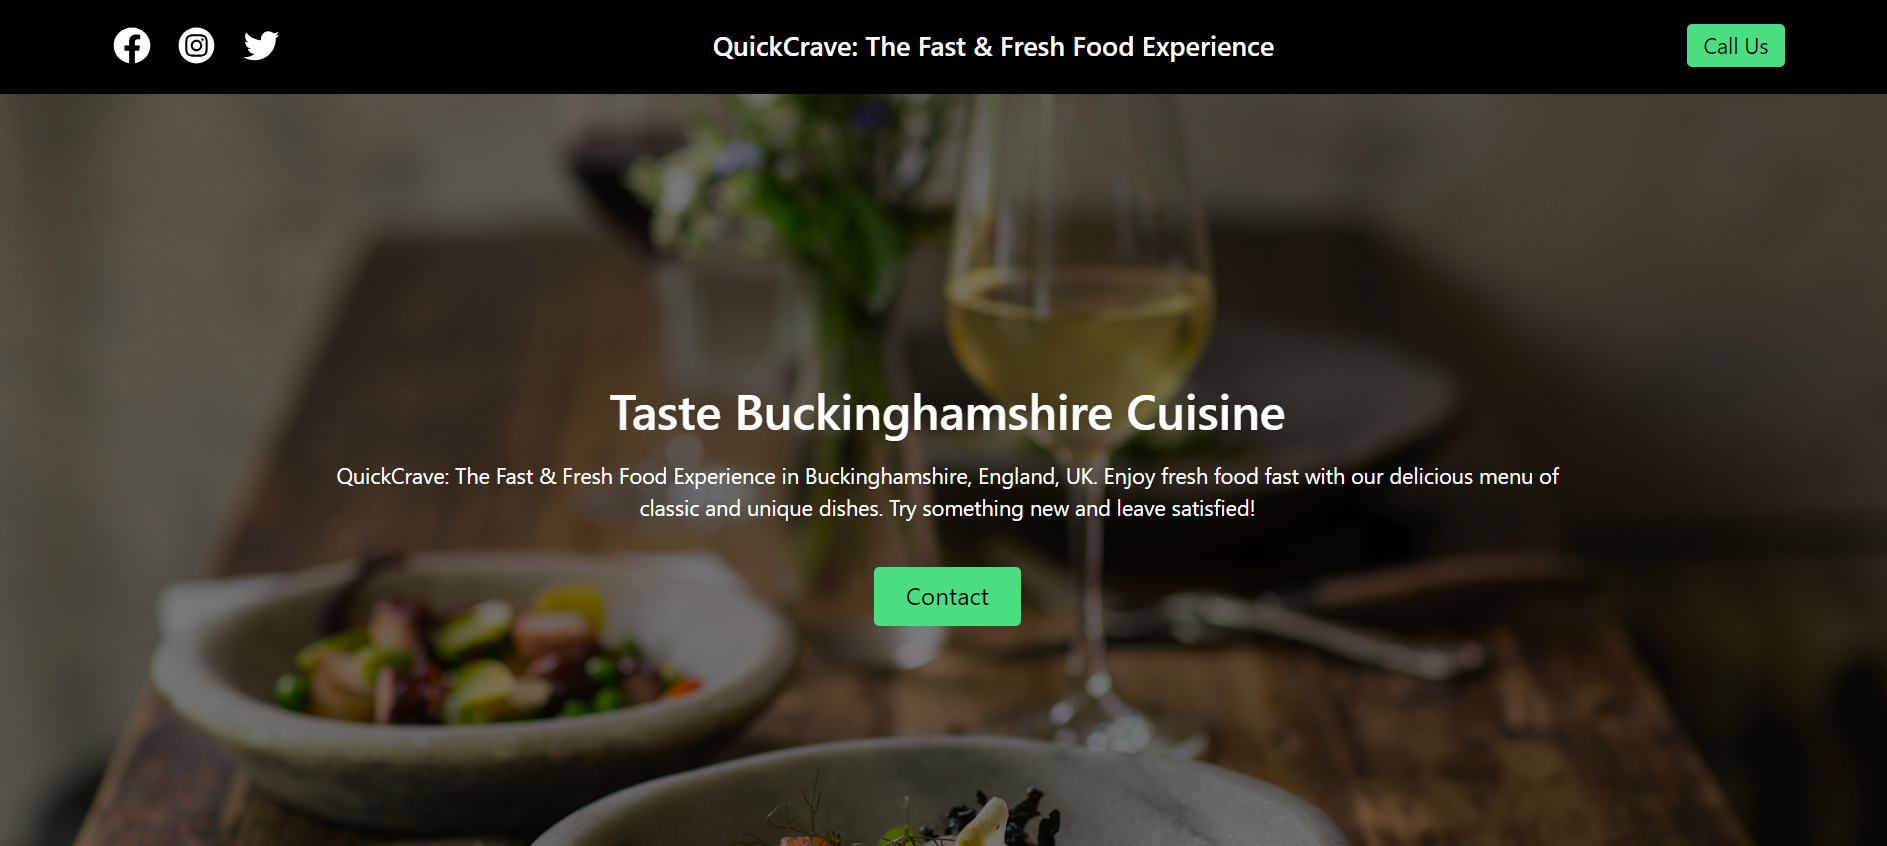 QuickCrave: The Fast & Fresh Food Experience
Call Us
Taste Buckinghamshire Cuisine
QuickCrave: The Fast & Fresh Food Experience in Buckinghamshire, England, UK. Enjoy fresh food fast with our delicious menu of
classic and unique dishes. Try something new and leave satisfied!
Contact